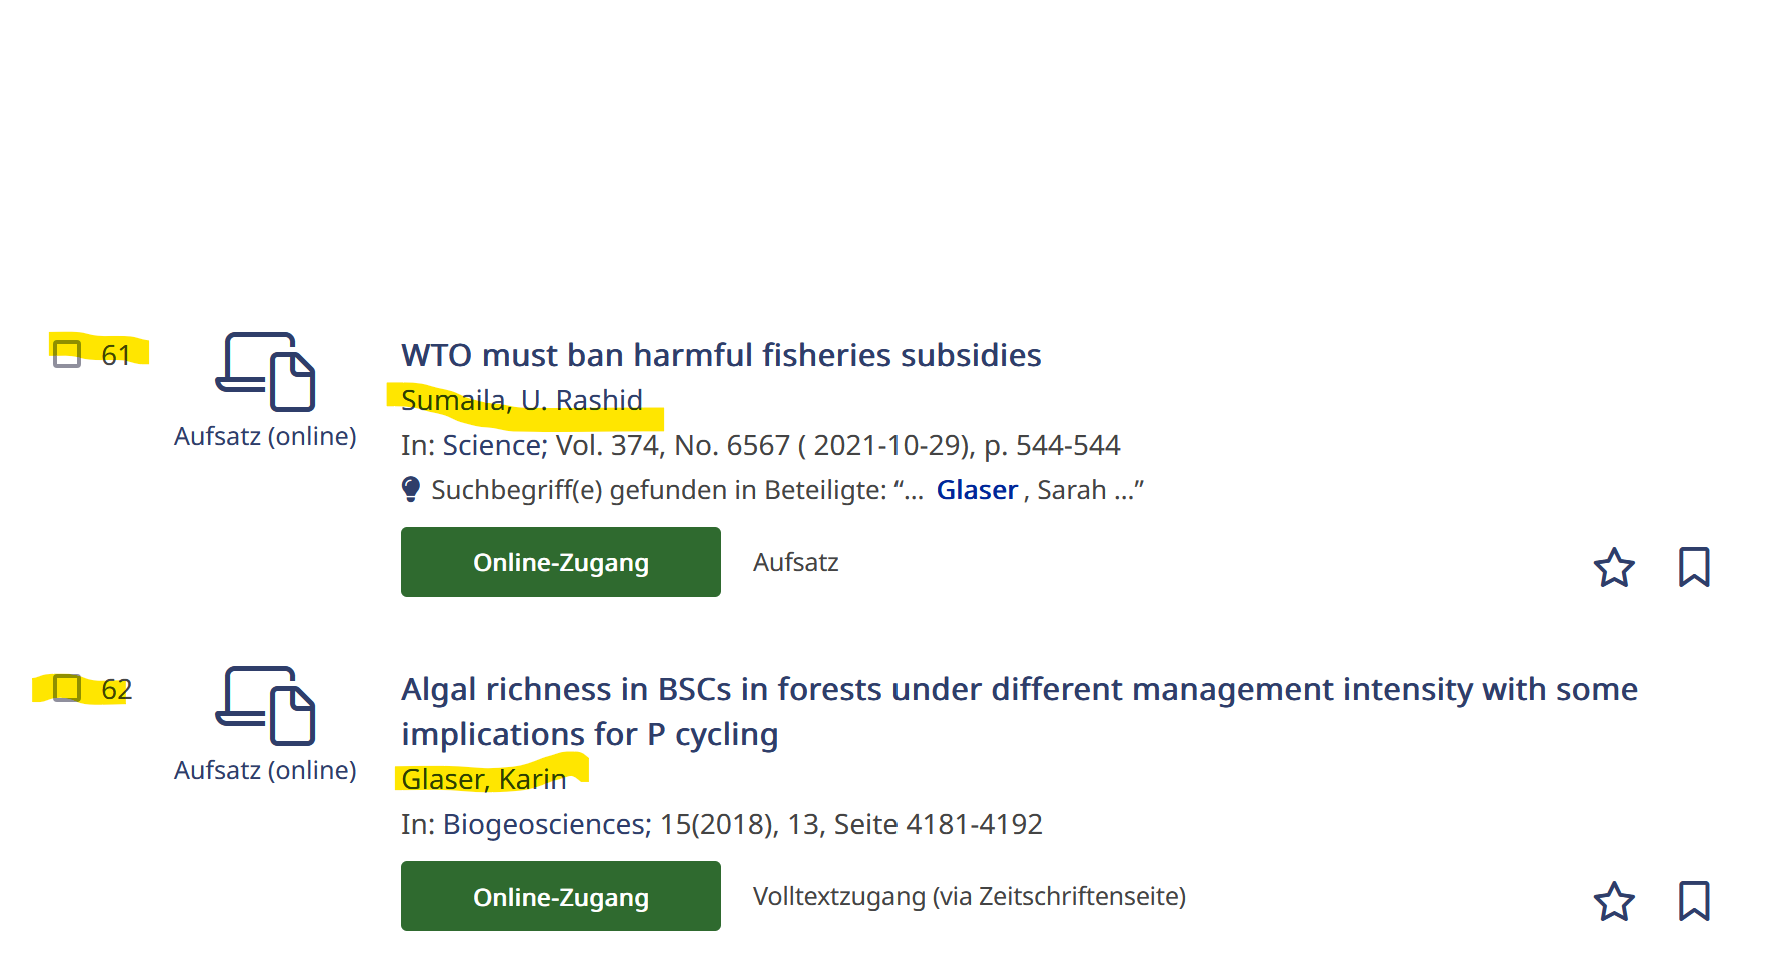 61
WTO must ban harmful fisheries subsidies
Sumaila, U. Rashid
In: Science; Vol. 374, No. 6567 ( 2021-10-29), p. 544-544
Suchbegriff(e) gefunden in Beteiligte: “... Glaser , Sarah ...”
Aufsatz (online)
Online-Zugang Aufsatz
62
Algal richness in BSCs in forests under different management intensity with some
implications for P cycling
Glaser, Karin
In: Biogeosciences; 15(2018), 13, Seite 4181-4192
Aufsatz (online)
Online-Zugang Volltextzugang (via Zeitschriftenseite)